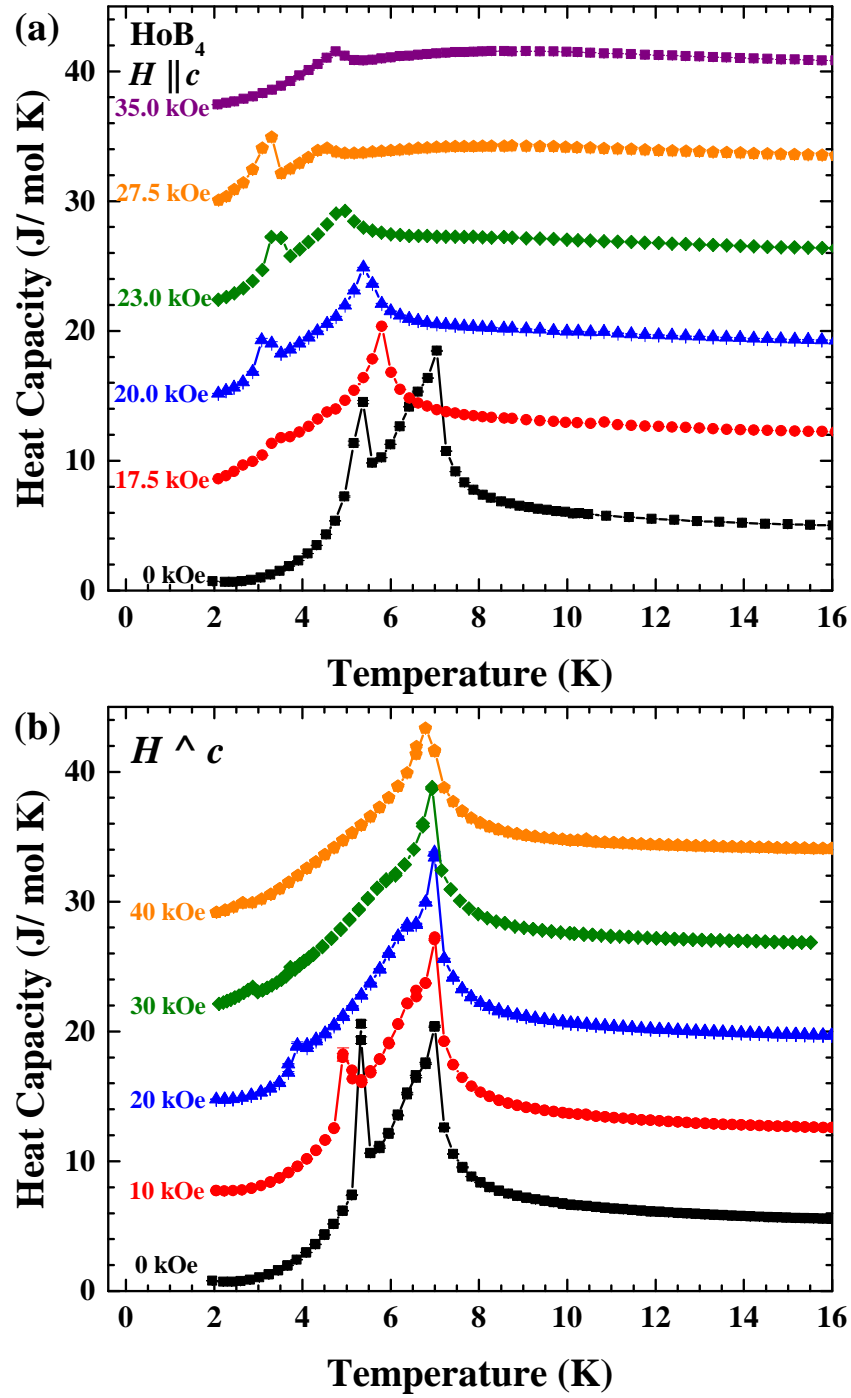 (a)
HoB4
H || c
35.0 kOe
27.5 kOe
23.0 kOe
20.0 kOe
17.5 kOe
0 kOe
Heat Capacity (J/ mol K)
40
30
20
10
0
0 2 4 6 8 10 12 14 16
Temperature (K)
(b)
H ^ c
40 kOe
30 kOe
20 kOe
10 kOe
0 kOe
Heat Capacity (J/ mol K)
40
30
20
10
0
0 2 4 6 8 10 12 14 16
Temperature (K)